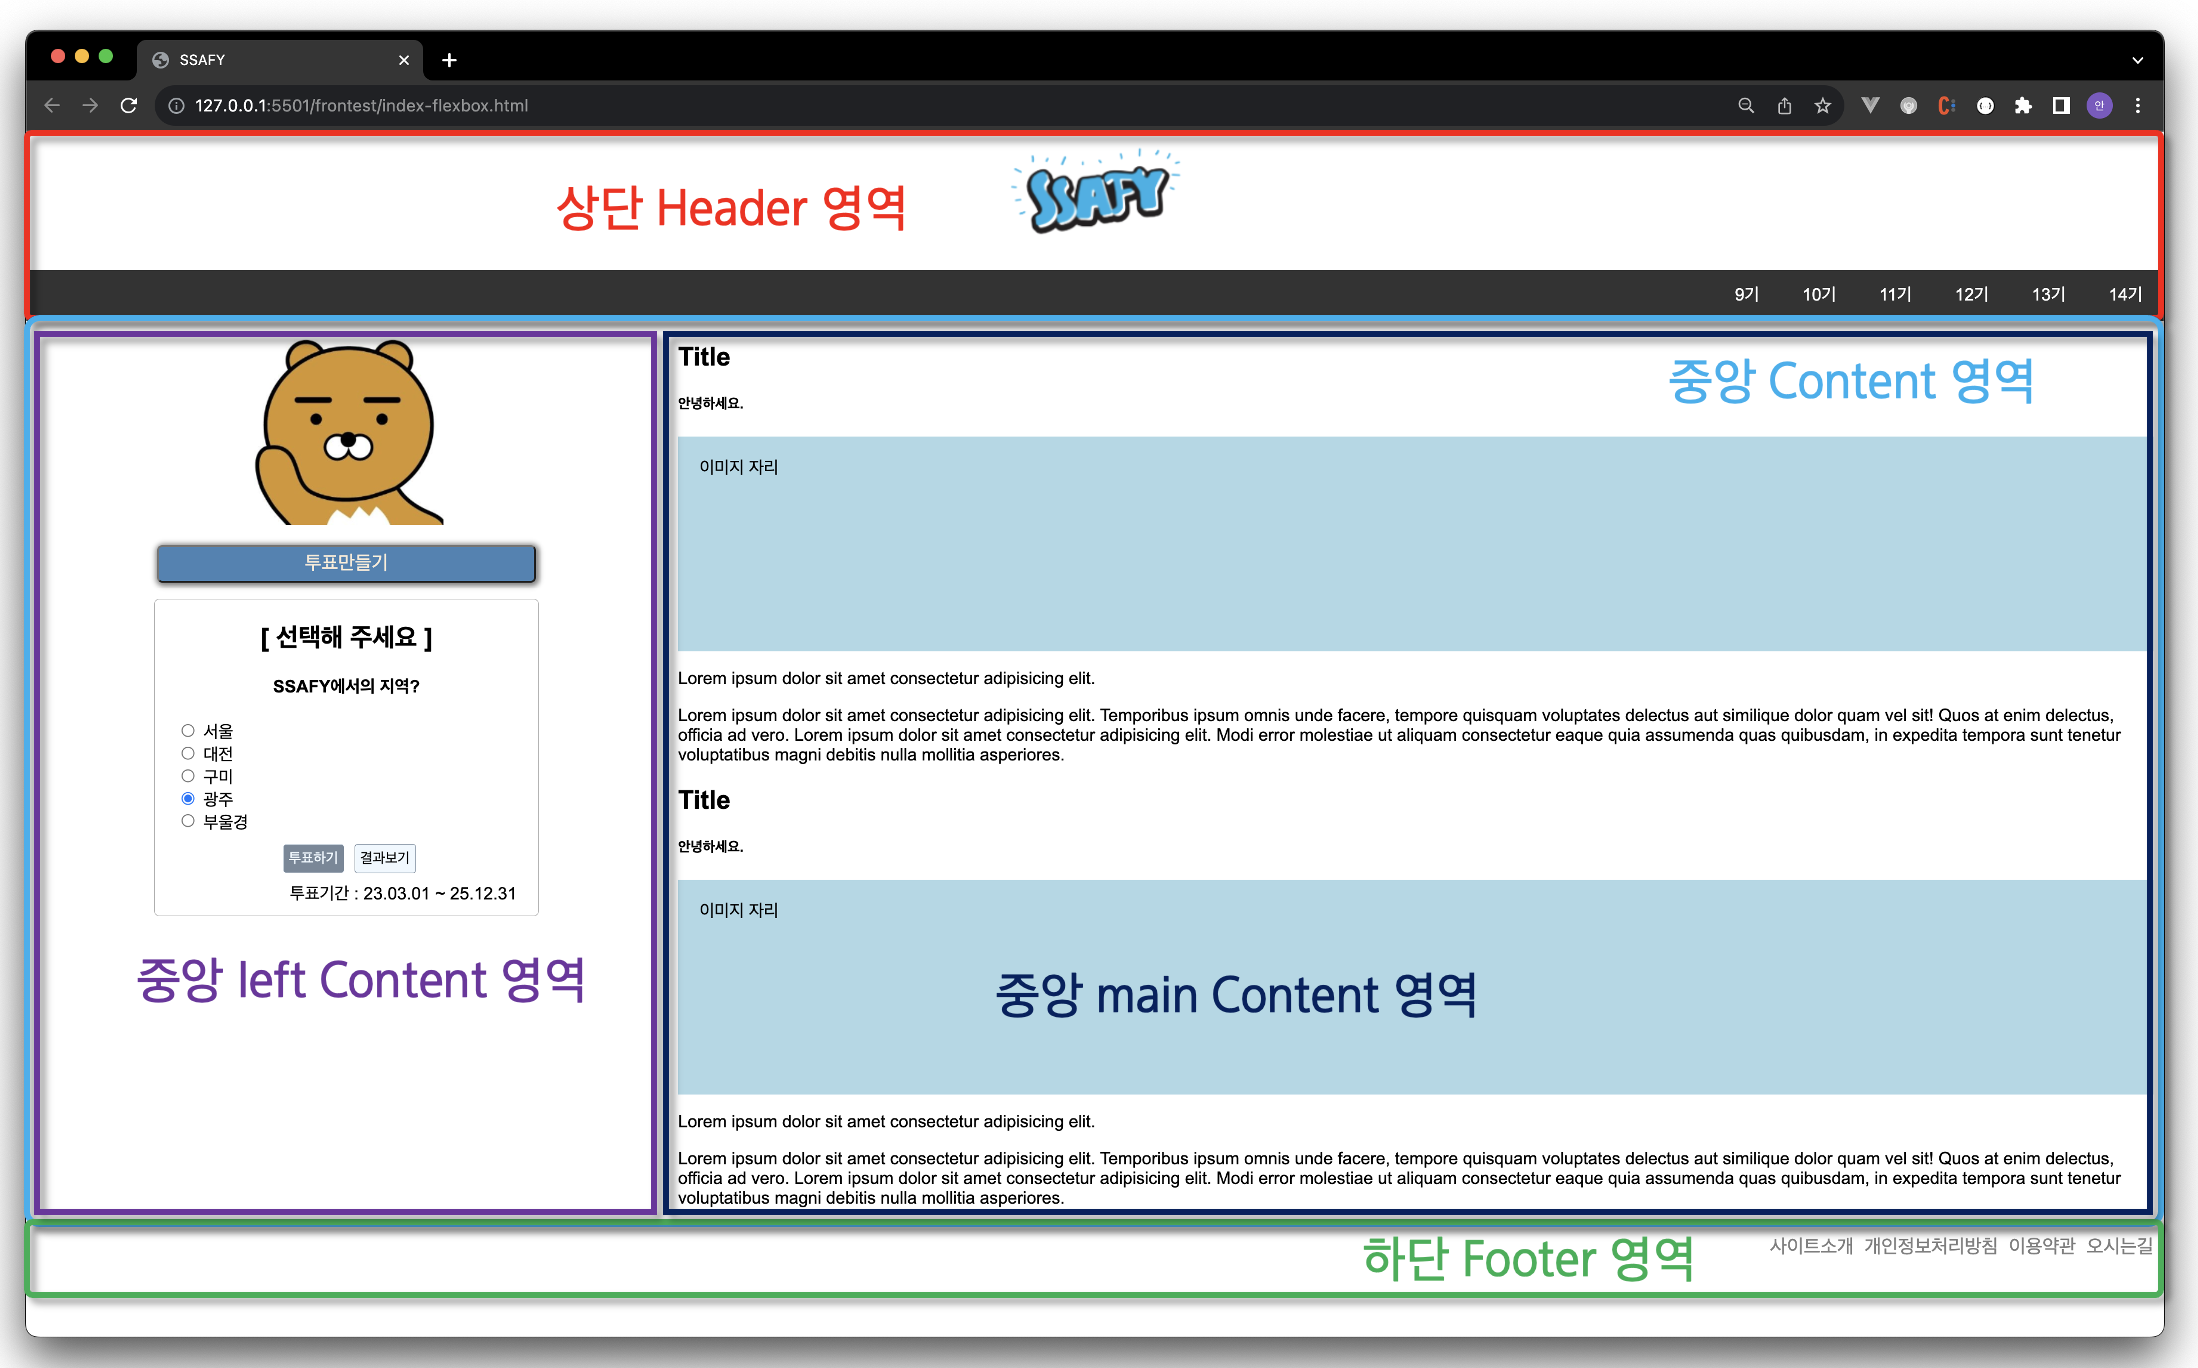 SSAFY
127.0.0.1:5501/frontest/index-flexbox.html
안
상단 Header 영역
SSAFY
9기 10기 11기 12기 13기 14기
투표만들기
[ 선택해 주세요 ]
SSAFY에서의 지역?
서울
대전
구미
광주
부울경
투표하기 결과보기
투표기간 : 23.03.01 ~ 25.12.31
중앙 left Content 영역
Title
중앙 Content 영역
안녕하세요.
이미지 자리
Lorem ipsum dolor sit amet consectetur adipisicing elit.
Lorem ipsum dolor sit amet consectetur adipisicing elit. Temporibus ipsum omnis unde facere, tempore quisquam voluptates delectus aut similique dolor quam vel sit! Quos at enim delectus,
officia ad vero. Lorem ipsum dolor sit amet consectetur adipisicing elit. Modi error molestiae ut aliquam consectetur eaque quia assumenda quas quibusdam, in expedita tempora sunt tenetur
voluptatibus magni debitis nulla mollitia asperiores.
Title
안녕하세요.
이미지 자리
중앙 main Content 영역
Lorem ipsum dolor sit amet consectetur adipisicing elit.
Lorem ipsum dolor sit amet consectetur adipisicing elit. Temporibus ipsum omnis unde facere, tempore quisquam voluptates delectus aut similique dolor quam vel sit! Quos at enim delectus,
officia ad vero. Lorem ipsum dolor sit amet consectetur adipisicing elit. Modi error molestiae ut aliquam consectetur eaque quia assumenda quas quibusdam, in expedita tempora sunt tenetur
voluptatibus magni debitis nulla mollitia asperiores.
하단 Footer 영역
사이트소개 개인정보처리방침 이용약관 오시는길